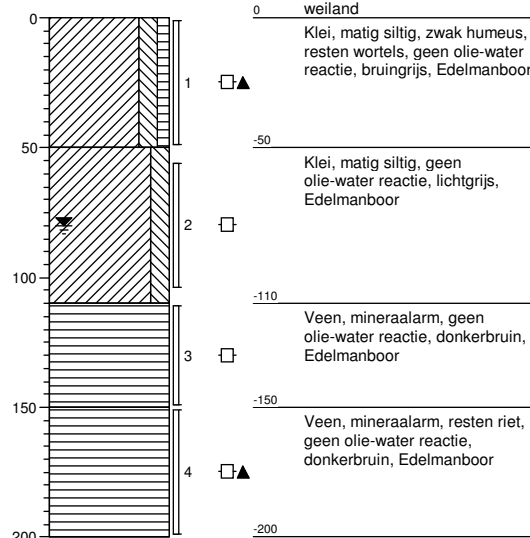 0
0 weiland
Klei, matig siltig, zwak humeus,
resten wortels, geen olie-water
reactie, bruingrijs, Edelmanboor
1
50
-50
Klei, matig siltig, geen
olie-water reactie, lichtgrijs,
Edelmanboor
2
100
-110
Veen, mineraalarm, geen
olie-water reactie, donkerbruin,
Edelmanboor
3
150
-150
Veen, mineraalarm, resten riet,
geen olie-water reactie,
donkerbruin, Edelmanboor
4
200
-200